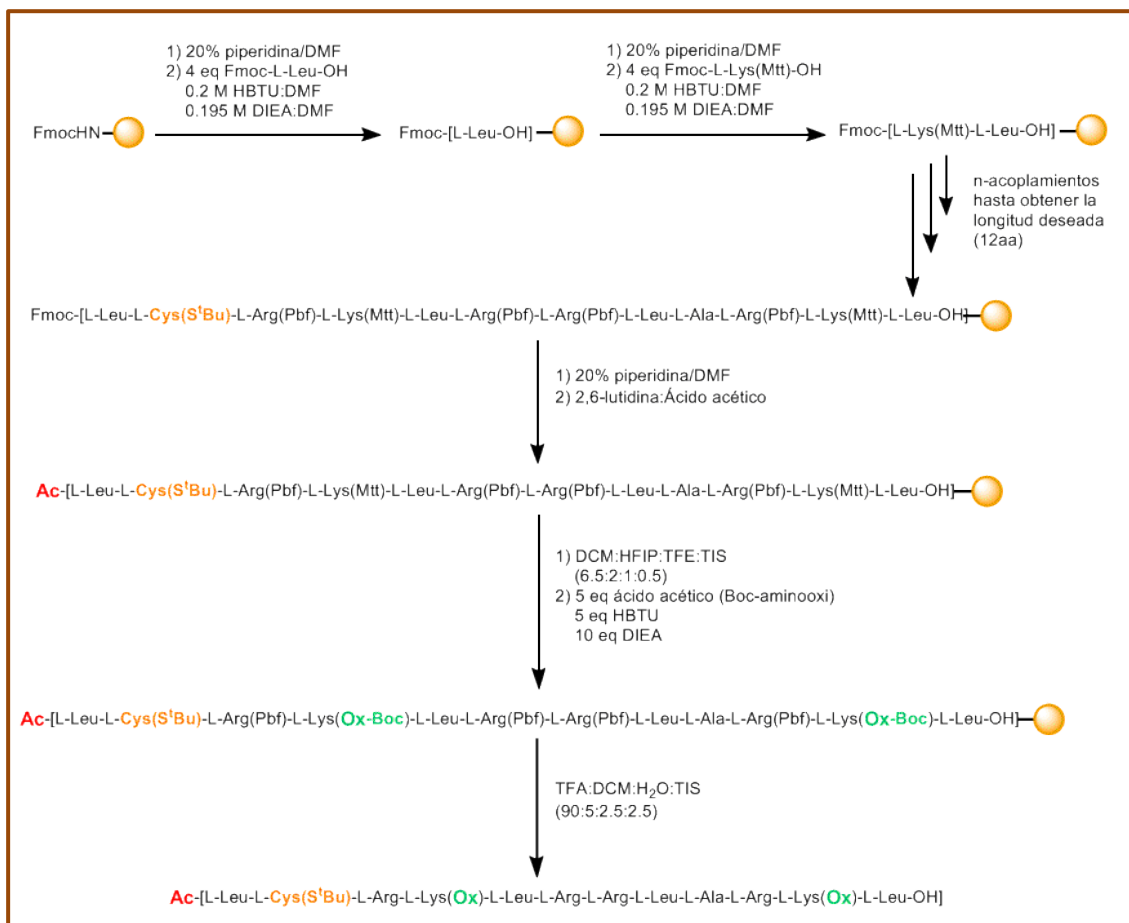 1) 20% piperidina/DMF
2) 4 eq Fmoc-L-Leu-OH
0.2 M HBTU:DMF
0.195 M DIEA:DMF
1) 20% piperidina/DMF
2) 4 eq Fmoc-L-Lys(Mtt)-OH
0.2 M HBTU:DMF
0.195 M DIEA:DMF
FmocHN
Fmoc-[L-Leu-OH]
Fmoc-[L-Lys(Mtt)-L-Leu-OH]
n-acoplamientos
hasta obtener la
longitud deseada
(12aa)
Fmoc-[L-Leu-L-Cys(SᵗBu)-L-Arg(Pbf)-L-Lys(Mtt)-L-Leu-L-Arg(Pbf)-L-Arg(Pbf)-L-Leu-L-Ala-L-Arg(Pbf)-L-Lys(Mtt)-L-Leu-OH]
1) 20% piperidina/DMF
2) 2,6-lutidina:Ácido acético
Ac-[L-Leu-L-Cys(SᵗBu)-L-Arg(Pbf)-L-Lys(Mtt)-L-Leu-L-Arg(Pbf)-L-Arg(Pbf)-L-Leu-L-Ala-L-Arg(Pbf)-L-Lys(Mtt)-L-Leu-OH]
1) DCM:HFIP:TFE:TIS
(6.5:2:1:0.5)
2) 5 eq ácido acético (Boc-aminooxi)
5 eq HBTU
10 eq DIEA
Ac-[L-Leu-L-Cys(SᵗBu)-L-Arg(Pbf)-L-Lys(Ox-Boc)-L-Leu-L-Arg(Pbf)-L-Arg(Pbf)-L-Leu-L-Ala-L-Arg(Pbf)-L-Lys(Ox-Boc)-L-Leu-OH]
TFA:DCM:H₂O:TIS
(90:5:2.5:2.5)
Ac-[L-Leu-L-Cys(SᵗBu)-L-Arg-L-Lys(Ox)-L-Leu-L-Arg-L-Arg-L-Leu-L-Ala-L-Arg-L-Lys(Ox)-L-Leu-OH]